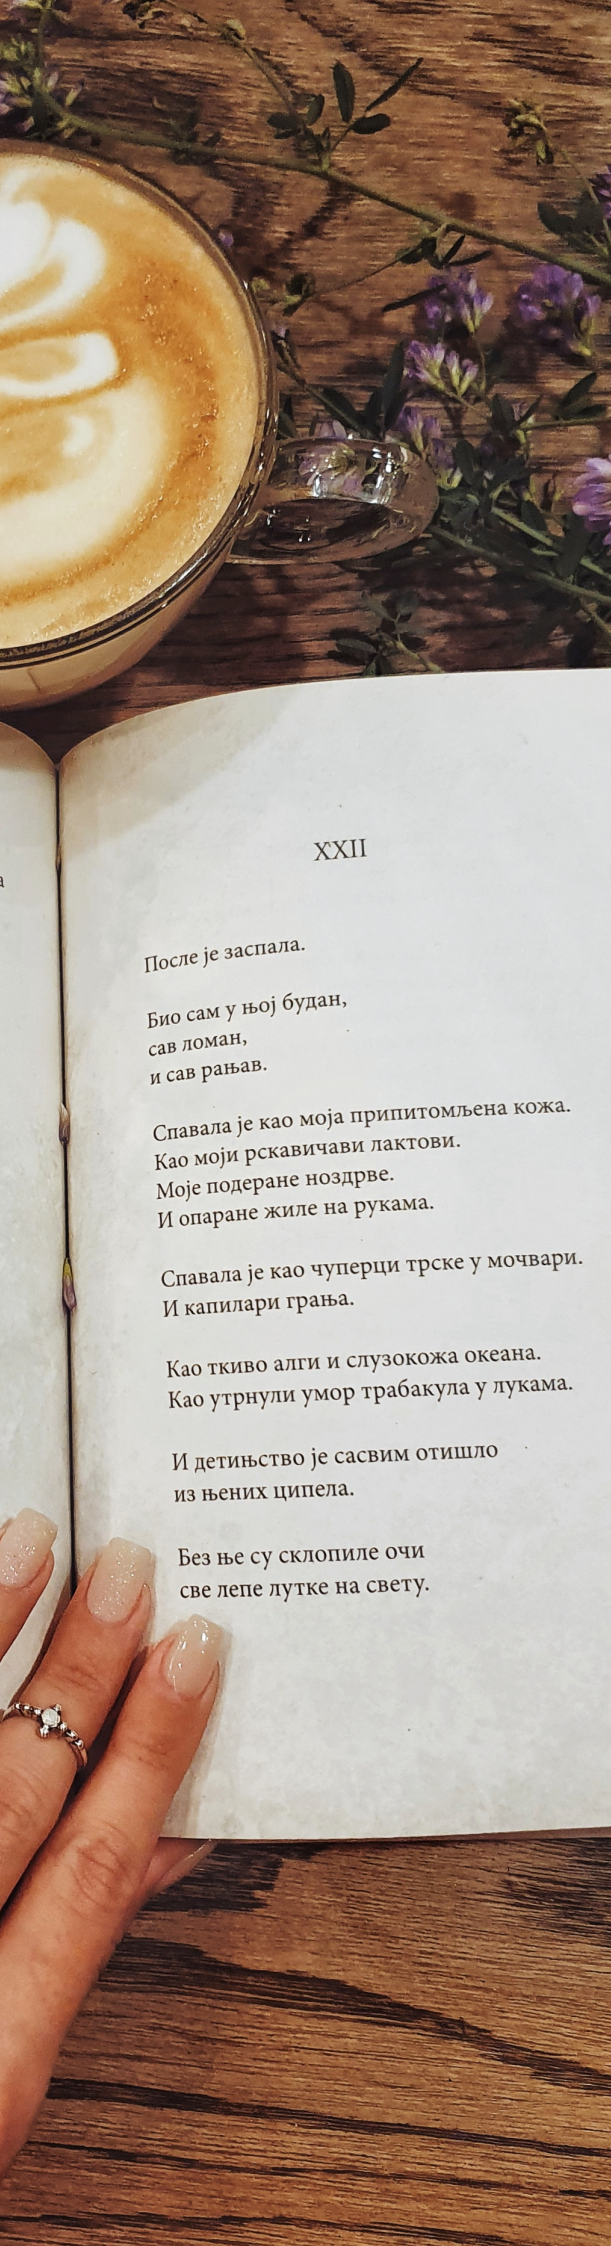 а
XXII
После је заспала.
Био сам у њој будан,
сав ломан,
и сав рањав.
Спавала је као моја припитомљена кожа.
Као моји рскавичави лактови.
Моје подеране ноздрве.
И опаране жиле на рукама.
Спавала је као чуперци трске у мочвари.
И капилари грања.
Као ткиво алги и слузокожа океана.
Као утрнули умор трабакула у лукама.
И детињство је сасвим отишло
из њених ципела.
Без ње су склопиле очи
све лепе лутке на свету.